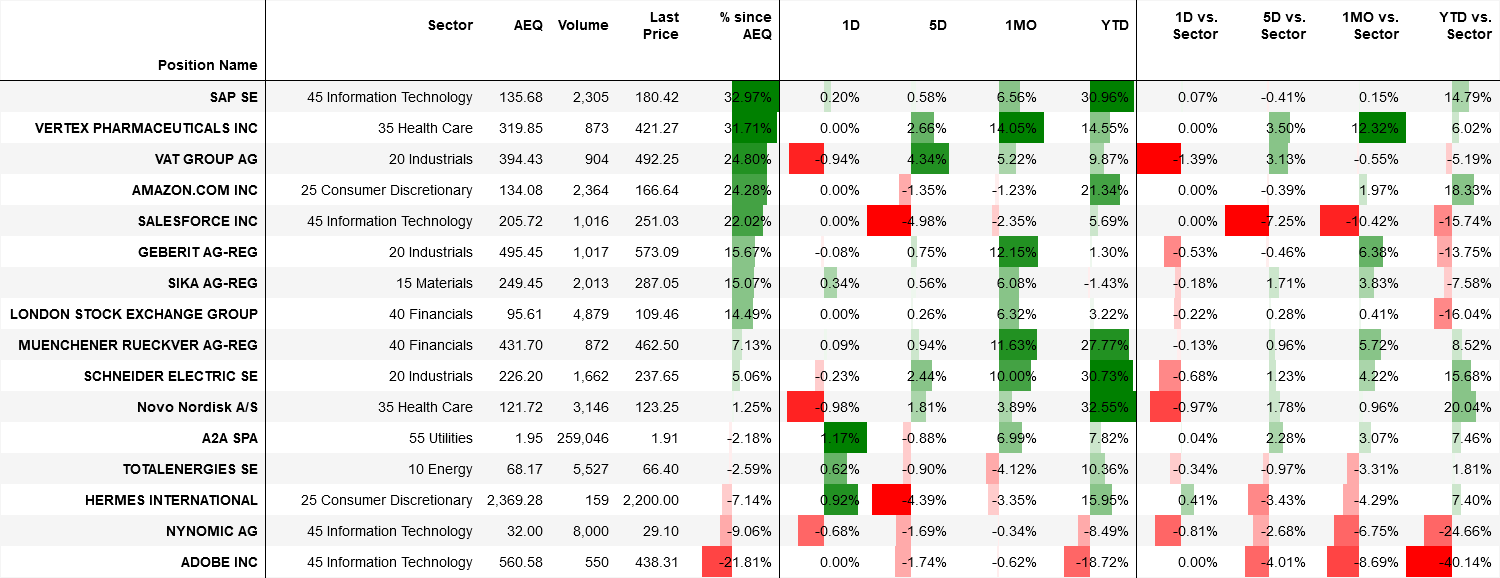 Position Name Sector AEQ Volume Last Price % since AEQ 1D 5D 1MO YTD 1D vs. Sector 5D vs. Sector 1MO vs. Sector YTD vs. Sector
SAP SE 45 Information Technology 135.68 2,305 180.42 32.97% 0.20% 0.58% 6.56% 30.96% 0.07% -0.41% 0.15% 14.79%
VERTEX PHARMACEUTICALS INC 35 Health Care 319.85 873 421.27 31.71% 0.00% 2.66% 14.05% 14.55% 0.00% 3.50% 12.32% 6.02%
VAT GROUP AG 20 Industrials 394.43 904 492.25 24.80% -0.94% 4.34% 5.22% 9.87% -1.39% 3.13% -0.55% -5.19%
AMAZON.COM INC 25 Consumer Discretionary 134.08 2,364 166.64 24.28% 0.00% -1.35% -1.23% 21.34% 0.00% -0.39% 1.97% 18.33%
SALESFORCE INC 45 Information Technology 205.72 1,016 251.03 22.02% 0.00% -4.98% -2.35% 5.69% 0.00% -7.25% -10.42% -15.74%
GEBERIT AG-REG 20 Industrials 495.45 1,017 573.09 15.67% -0.08% 0.75% 12.15% 1.30% -0.53% -0.46% 6.38% -13.75%
SIKA AG-REG 15 Materials 249.45 2,013 287.05 15.07% 0.34% 0.56% 6.08% -1.43% -0.18% 1.71% 3.83% -7.58%
LONDON STOCK EXCHANGE GROUP 40 Financials 95.61 4,879 109.46 14.49% 0.00% 0.26% 6.32% 3.22% -0.22% 0.28% 0.41% -16.04%
MUENCHENER RUECKVER AG-REG 40 Financials 431.70 872 462.50 7.13% 0.09% 0.94% 11.63% 27.77% -0.13% 0.96% 5.72% 8.52%
SCHNEIDER ELECTRIC SE 20 Industrials 226.20 1,662 237.65 5.06% -0.23% 2.44% 10.00% 30.73% -0.68% 1.23% 4.22% 15.68%
Novo Nordisk A/S 35 Health Care 121.72 3,146 123.25 1.25% -0.98% 1.81% 3.89% 32.55% -0.97% 1.78% 0.96% 20.04%
A2A SPA 55 Utilities 1.95 259,046 1.91 -2.18% 1.17% -0.88% 6.99% 7.82% 0.04% 2.28% 3.07% 7.46%
TOTALENERGIES SE 10 Energy 68.17 5,527 66.40 -2.59% 0.62% -0.90% -4.12% 10.36% -0.34% -0.97% -3.31% 1.81%
HERMES INTERNATIONAL 25 Consumer Discretionary 2,369.28 159 2,200.00 -7.14% 0.92% -4.39% -3.35% 15.95% 0.41% -3.43% -4.29% 7.40%
NYNOMIC AG 45 Information Technology 32.00 8,000 29.10 -9.06% -0.68% -1.69% -0.34% -8.49% -0.81% -2.68% -6.75% -24.66%
ADOBE INC 45 Information Technology 560.58 550 438.31 -21.81% 0.00% -1.74% -0.62% -18.72% 0.00% -4.01% -8.69% -40.14%